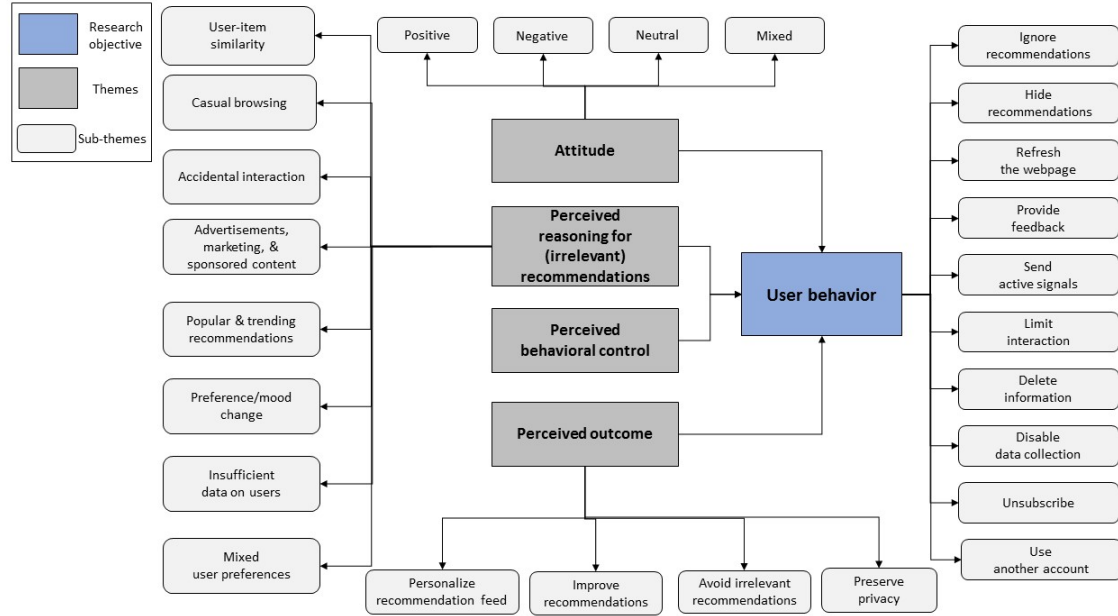 Research
objective
Themes
Sub-themes
User-item
similarity
Casual browsing
Accidental interaction
Advertisements,
marketing, &
sponsored content
Popular & trending
recommendations
Preference/mood
change
Insufficient
data on users
Mixed
user preferences
Positive
Negative
Neutral
Mixed
Attitude
Perceived
reasoning for
(irrelevant)
recommendations
Perceived
behavioral control
Perceived outcome
User behavior
Personalize
recommendation feed
Improve
recommendations
Avoid irrelevant
recommendations
Preserve
privacy
Ignore
recommendations
Hide
recommendations
Refresh
the webpage
Provide
feedback
Send
active signals
Limit
interaction
Delete
information
Disable
data collection
Unsubscribe
Use
another account